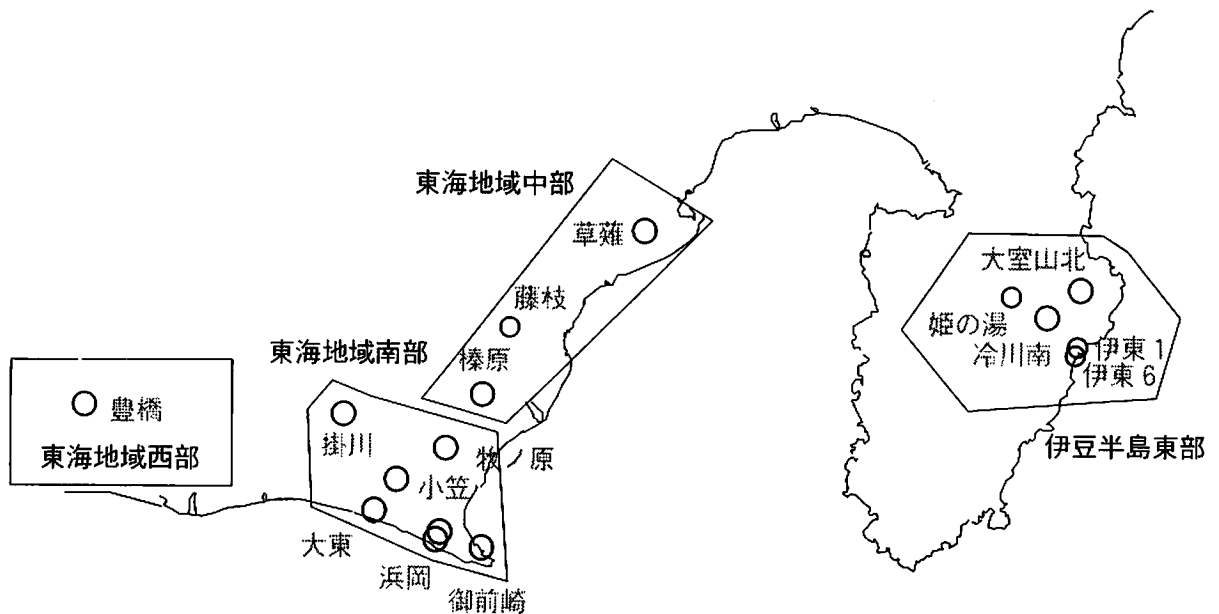 東海地域中部
草薙
藤枝
榛原
東海地域南部
掛川
牧ノ原
小笠
大東
浜岡
御前崎
豊橋
東海地域西部
大室山北
姫の湯
冷川南
伊東1
伊東6
伊豆半島東部